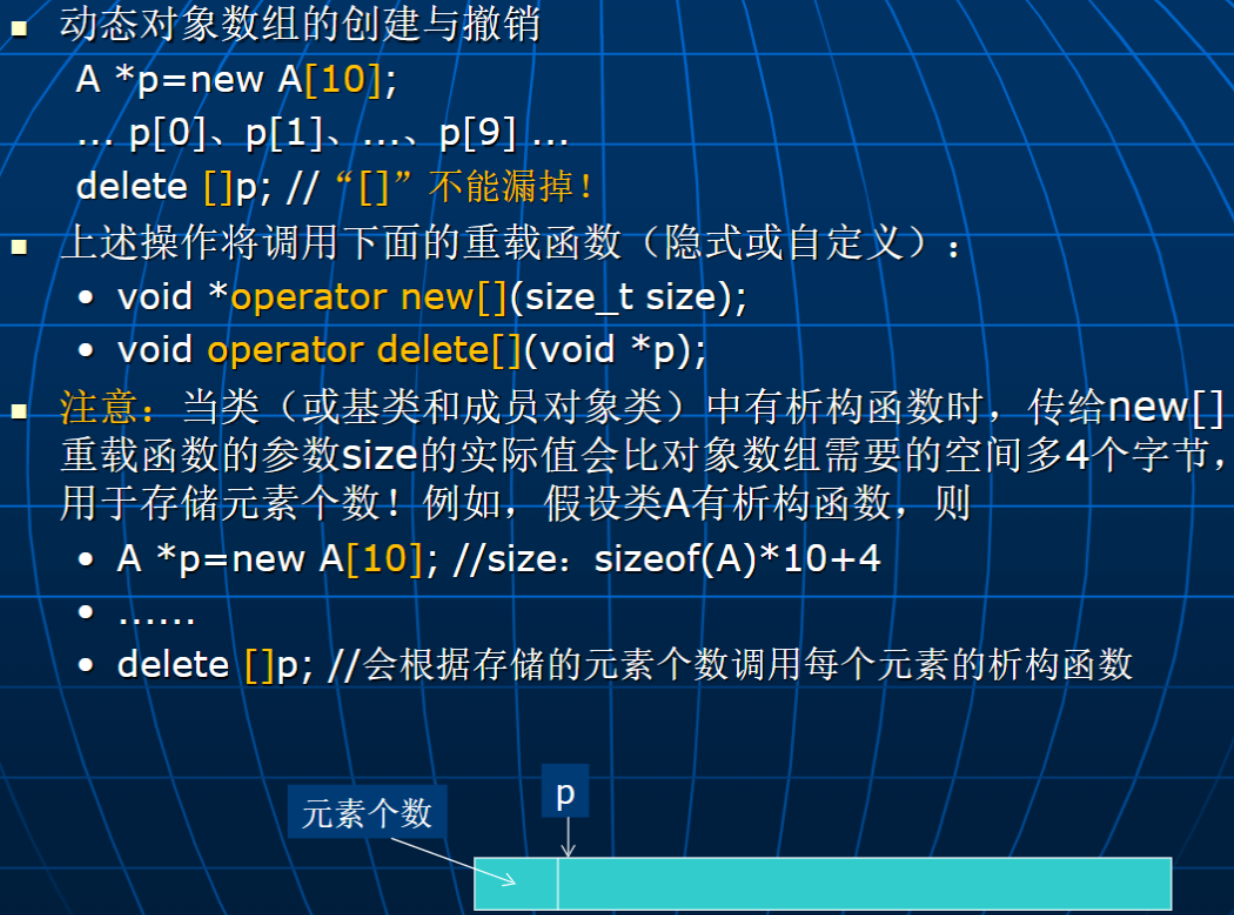 动态对象数组的创建与撤销
A *p=new A[10];
... p[0]、p[1]、...、p[9] ...
delete []p; //“[]”不能漏掉！
上述操作将调用下面的重载函数（隐式或自定义）：
• void *operator new[](size_t size);
• void operator delete[](void *p);
注意：当类（或基类和成员对象类）中有析构函数时，传给new[]
重载函数的参数size的实际值会比对象数组需要的空间多4个字节，
用于存储元素个数！例如，假设类A有析构函数，则
• A *p=new A[10]; //size：sizeof(A)*10+4
• ......
• delete []p; //会根据存储的元素个数调用每个元素的析构函数
p
元素个数